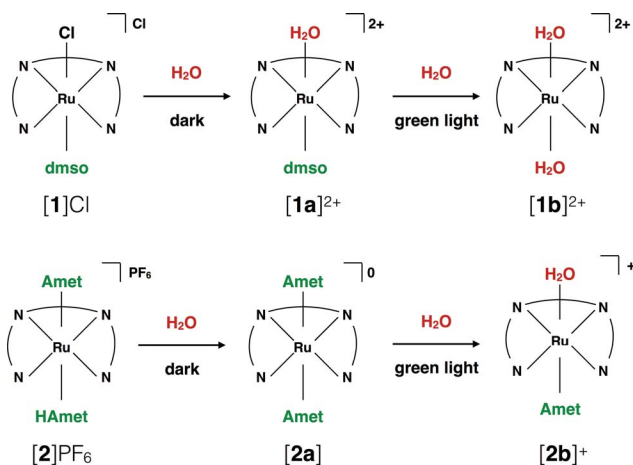 Cl
Cl
N N
Ru
N N
dmso
[1]Cl
H₂O
dark
H₂O
2+
N N
Ru
N N
dmso
[1a]²⁺
H₂O
green light
H₂O
2+
N N
Ru
N N
H₂O
[1b]²⁺
Amet
PF₆
N N
Ru
N N
HAmet
[2]PF₆
H₂O
dark
Amet
0
N N
Ru
N N
Amet
[2a]
H₂O
green light
H₂O
+
N N
Ru
N N
Amet
[2b]⁺